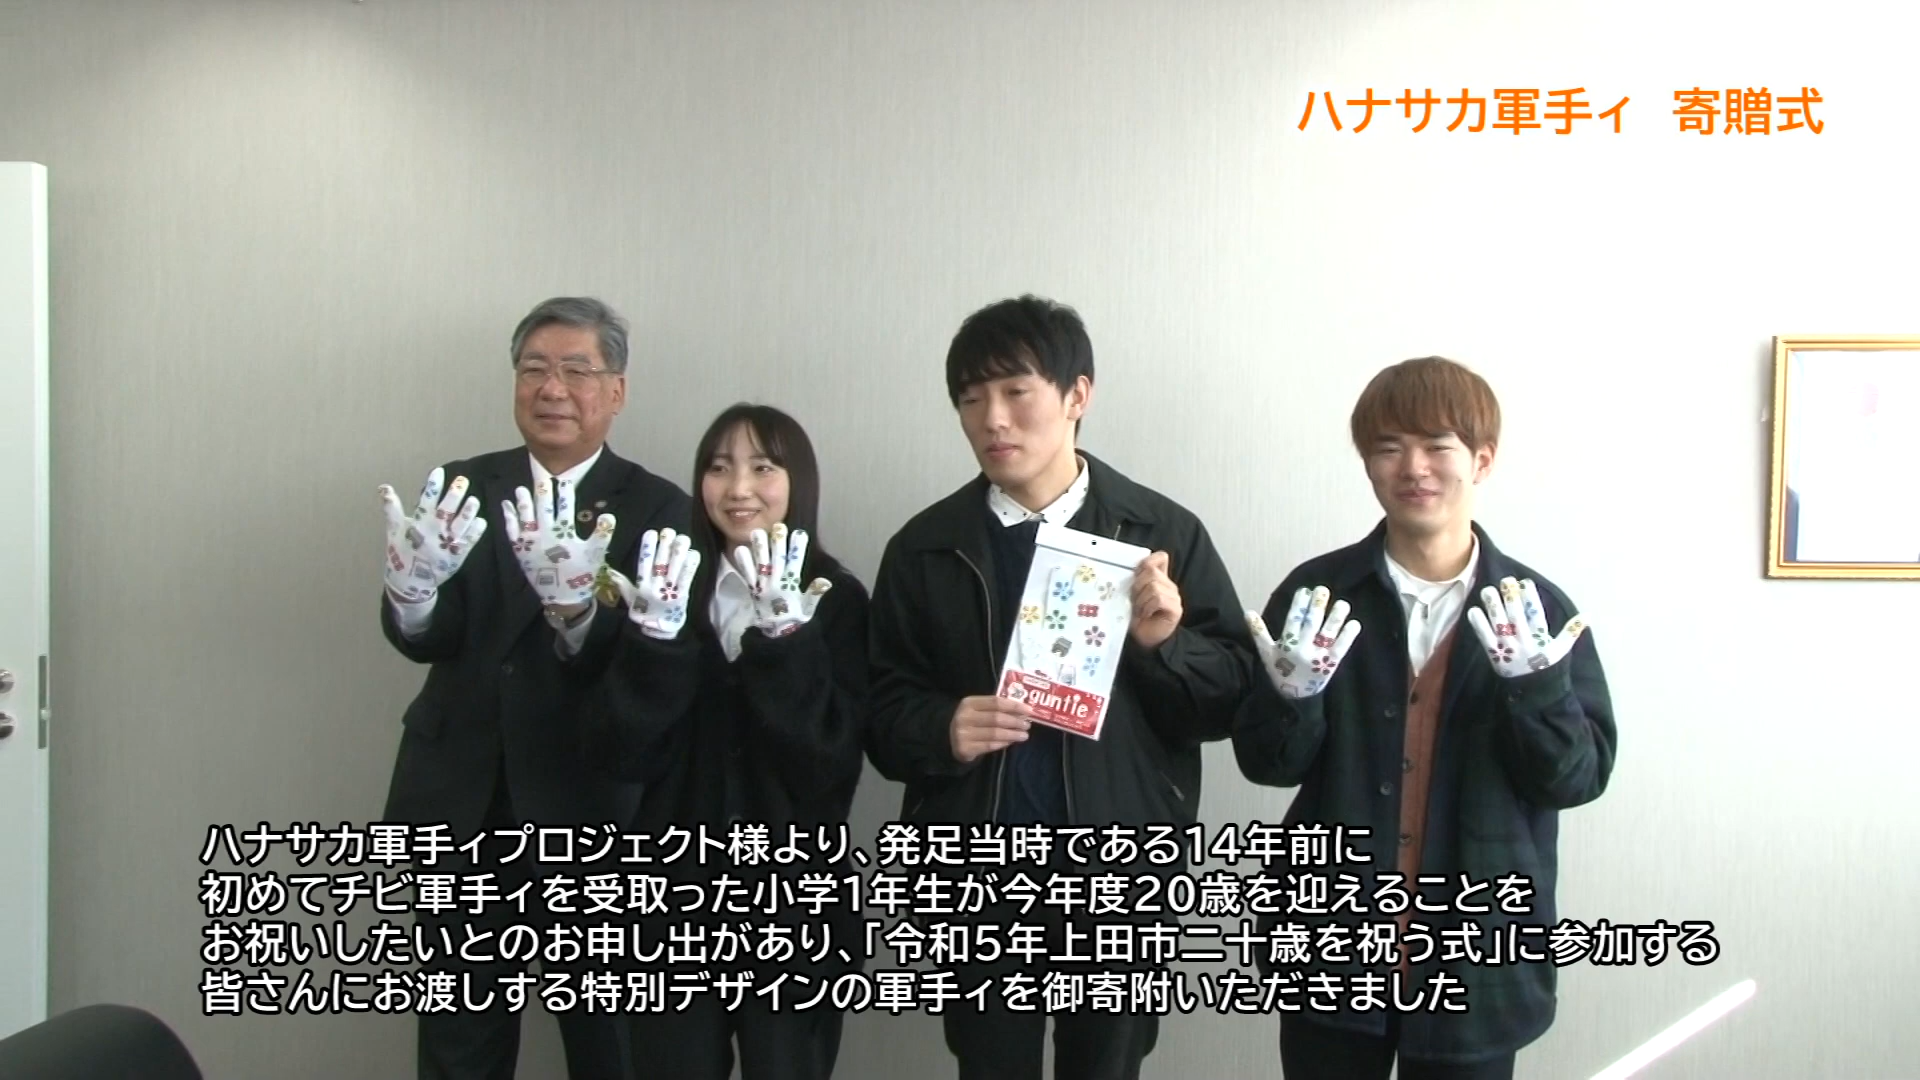 ハナサカ軍手ィ　寄贈式
guntie
ハナサカ軍手ィプロジェクト様より、発足当時である14年前に
初めてチビ軍手ィを受取った小学1年生が今年度20歳を迎えることを
お祝いしたいとのお申し出があり、「令和5年上田市二十歳を祝う式」に参加する
皆さんにお渡しする特別デザインの軍手ィを御寄附いただきました